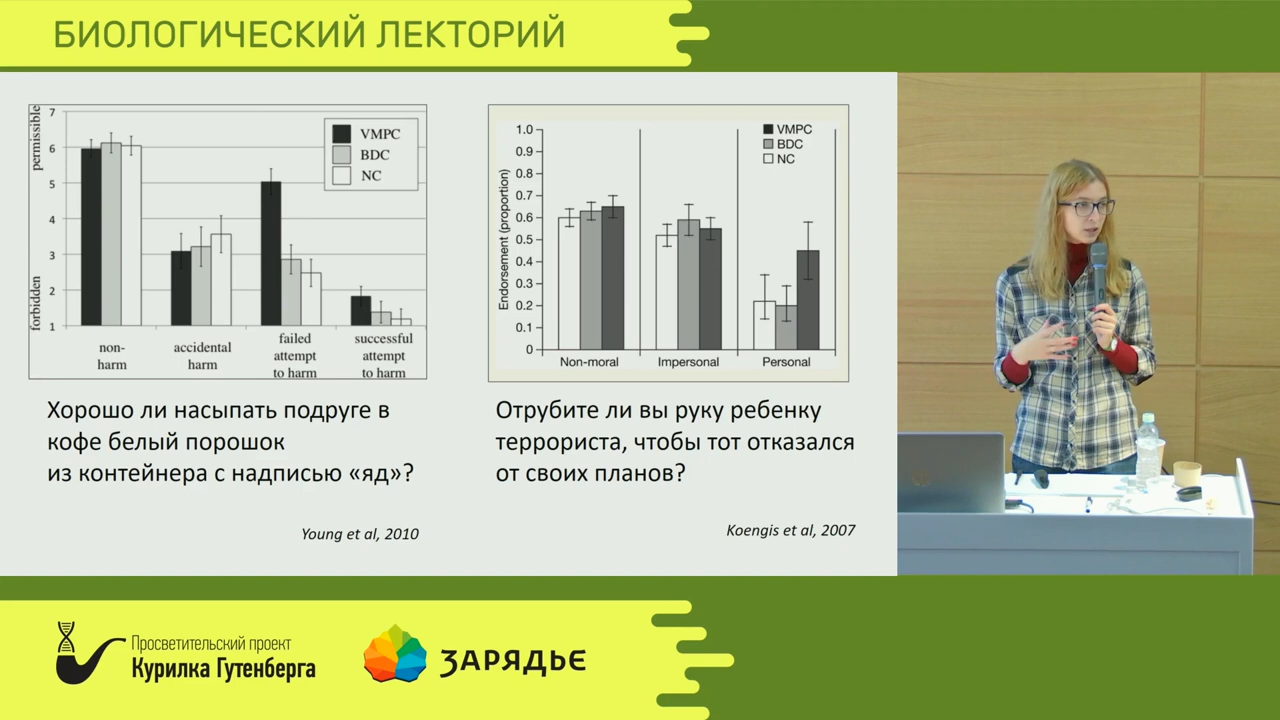 БИОЛОГИЧЕСКИЙ ЛЕКТОРИЙ
permissible
forbidden
7
6
5
4
3
2
1
VMPC
BDC
NC
non-
harm
accidental
harm
failed
attempt
to harm
successful
attempt
to harm
Хорошо ли насыпать подруге в
кофе белый порошок
из контейнера с надписью «яд»?
Young et al, 2010
Endorsement (proportion)
1.0
0.9
0.8
0.7
0.6
0.5
0.4
0.3
0.2
0.1
0
VMPC
BDC
NC
Non-moral
Impersonal
Personal
Отрубите ли вы руку ребенку
террориста, чтобы тот отказался
от своих планов?
Koengis et al, 2007
Просветительский проект
Курилка Гутенберга
ЗАРЯДЬЕ